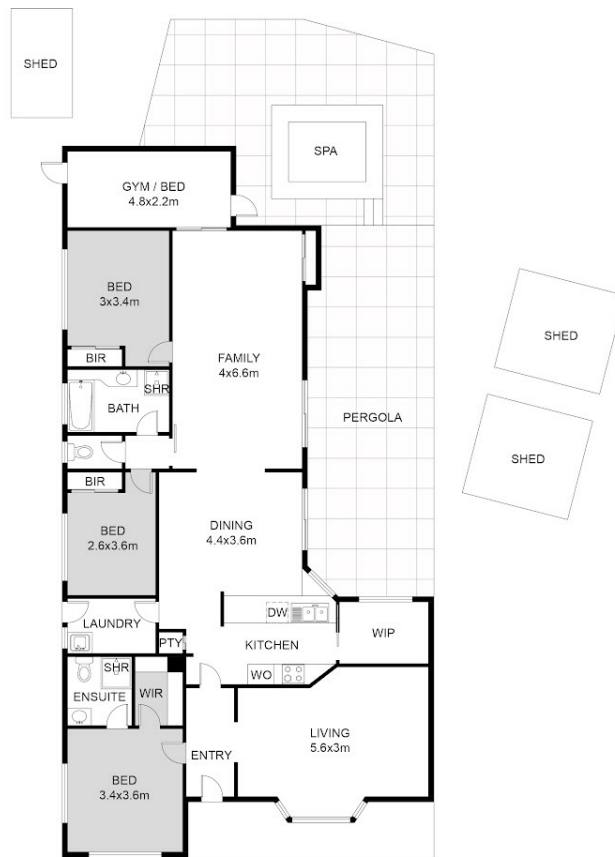 SHED
SPA
GYM / BED
4.8x2.2m
BED
3x3.4m
BIR
FAMILY
4x6.6m
SHR
BATH
PERGOLA
SHED
SHED
BIR
BED
2.6x3.6m
DINING
4.4x3.6m
DW
LAUNDRY
PTY
KITCHEN
WIP
WO
SHR
ENSUITE
WIR
ENTRY
LIVING
5.6x3m
BED
3.4x3.6m